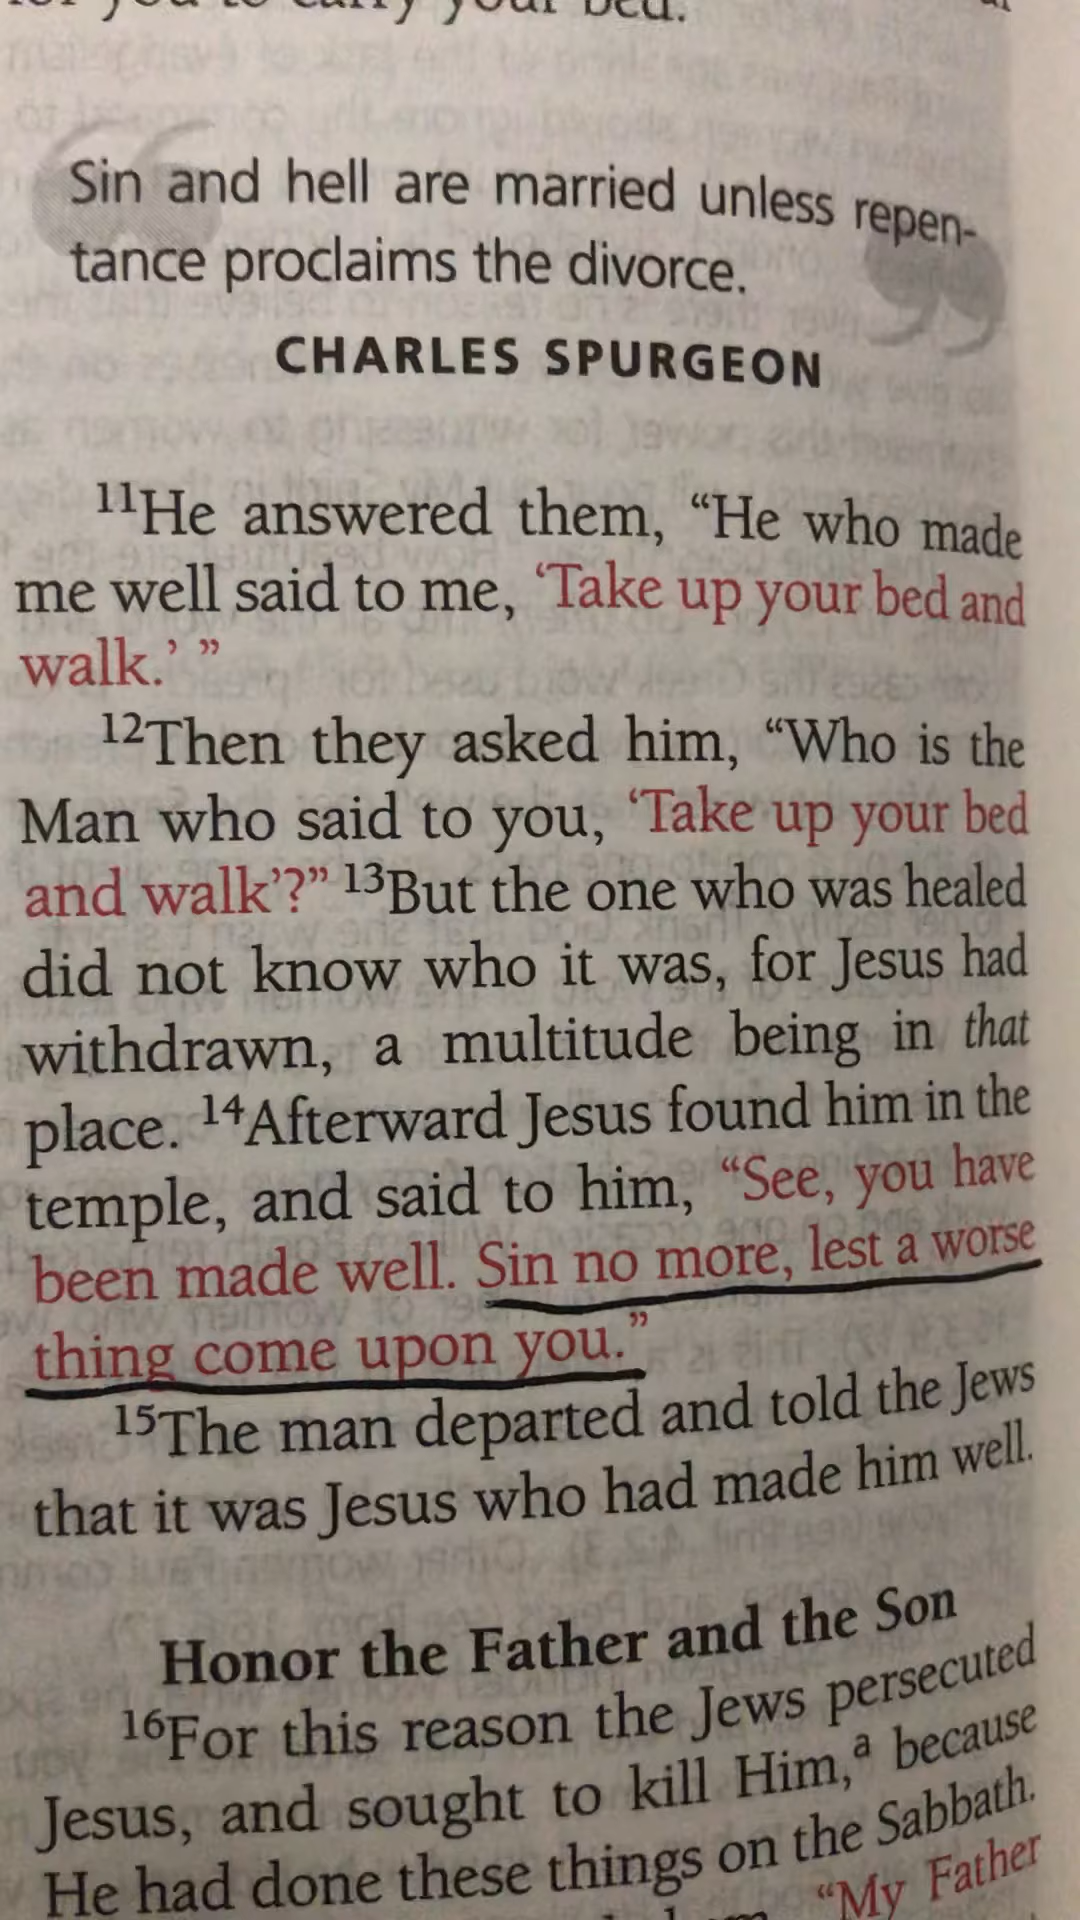 for you to carry your bed.
Sin and hell are married unless repen-
tance proclaims the divorce.
CHARLES SPURGEON
11He answered them, “He who made
me well said to me, ‘Take up your bed and
walk.’ ”
12Then they asked him, “Who is the
Man who said to you, ‘Take up your bed
and walk’?” 13But the one who was healed
did not know who it was, for Jesus had
withdrawn, a multitude being in that
place. 14Afterward Jesus found him in the
temple, and said to him, “See, you have
been made well. Sin no more, lest a worse
thing come upon you.”
15The man departed and told the Jews
that it was Jesus who had made him well.
Honor the Father and the Son
16For this reason the Jews persecuted
Jesus, and sought to kill Him,a because
He had done these things on the Sabbath.
“My Father